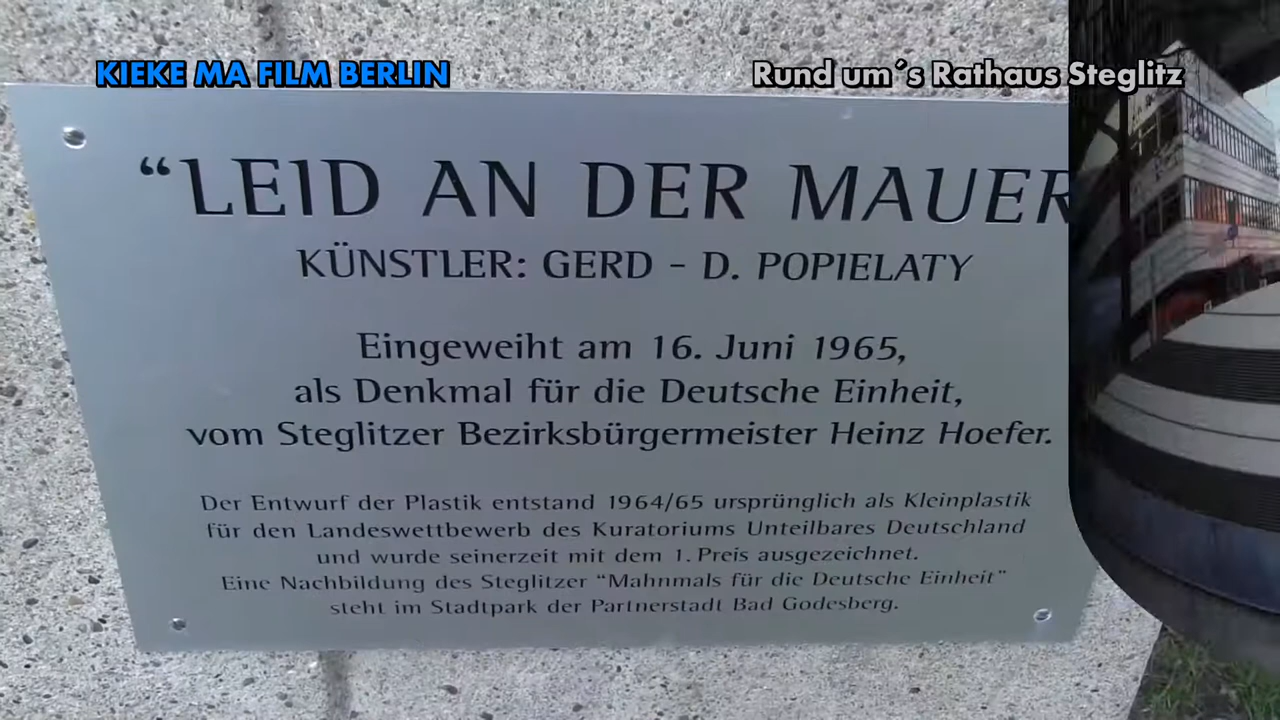 KIEKE MA FILM BERLIN
Rund um´s Rathaus Steglitz
“LEID AN DER MAUER
KÜNSTLER: GERD - D. POPIELATY
Eingeweiht am 16. Juni 1965,
als Denkmal für die Deutsche Einheit,
vom Steglitzer Bezirksbürgermeister Heinz Hoefer.
Der Entwurf der Plastik entstand 1964/65 ursprünglich als Kleinplastik
für den Landeswettbewerb des Kuratoriums Unteilbares Deutschland
und wurde seinerzeit mit dem 1. Preis ausgezeichnet.
Eine Nachbildung des Steglitzer “Mahnmals für die Deutsche Einheit”
steht im Stadtpark der Partnerstadt Bad Godesberg.